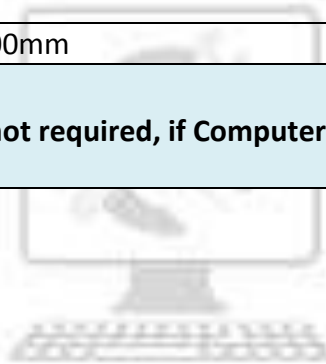 00mm
not required, if Computer